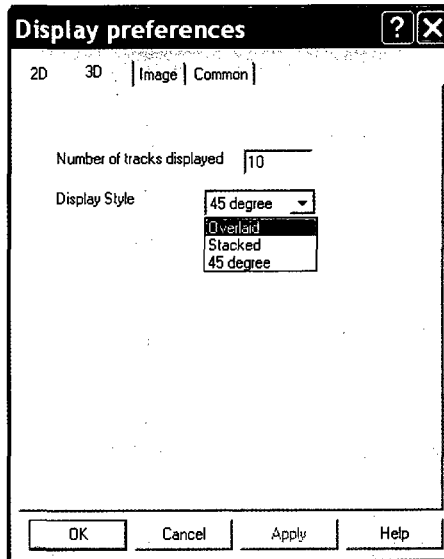 Display preferences ? X
2D 3D Image Common
Number of tracks displayed 10
Display Style 45 degree
Overlaid
Stacked
45 degree
OK Cancel Apply Help